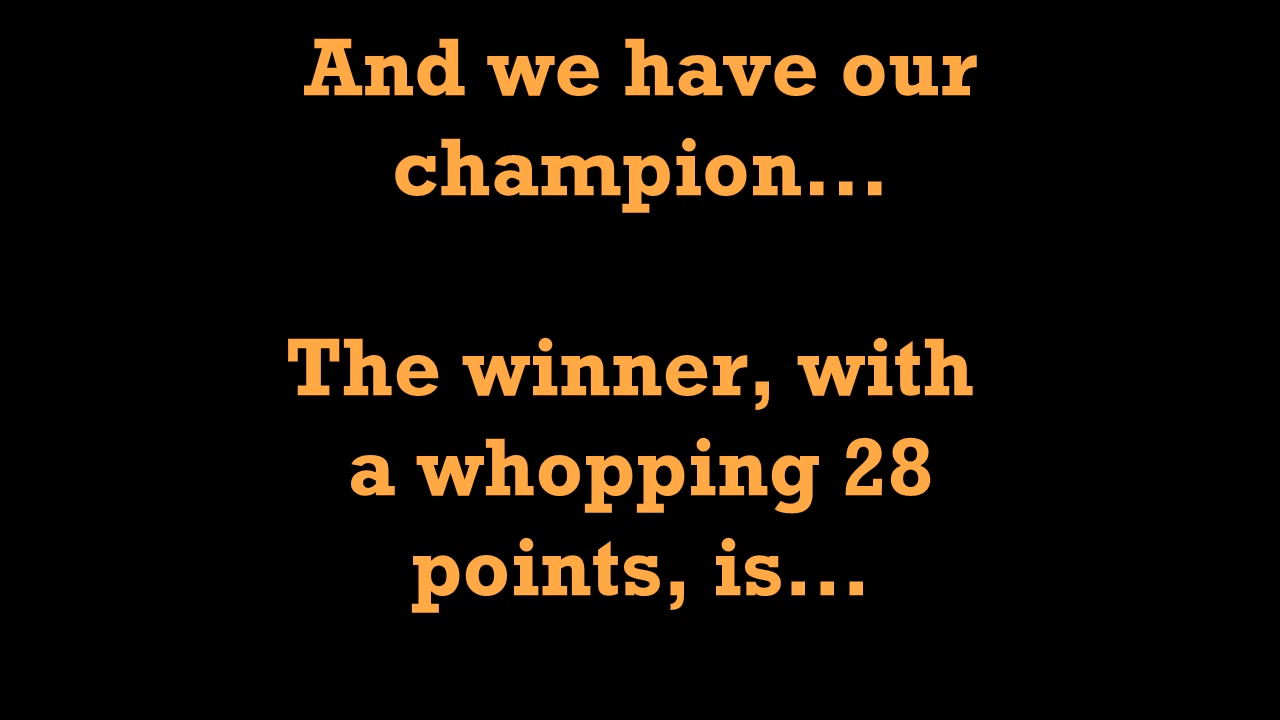 And we have our
champion...
The winner, with
a whopping 28
points, is...